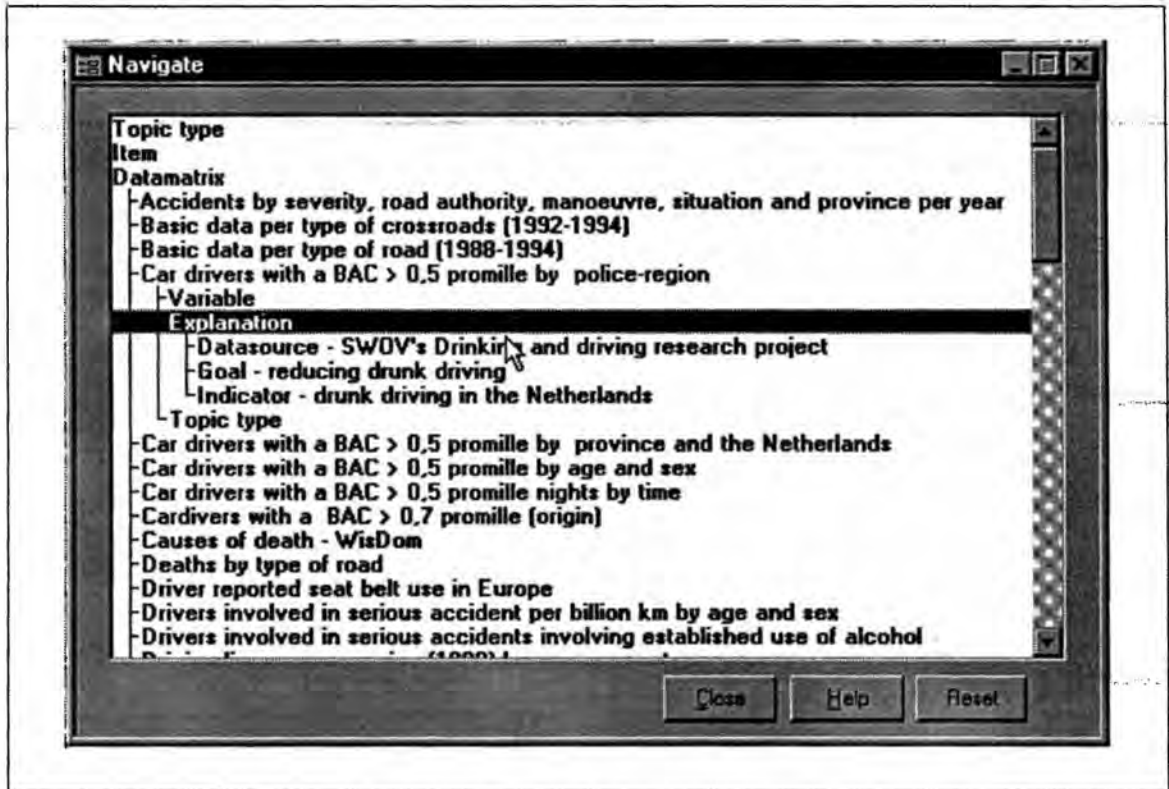 Navigate
Topic type
Item
Datamatrix
Accidents by severity, road authority, manoeuvre, situation and province per year
Basic data per type of crossroads (1992-1994)
Basic data per type of road (1988-1994)
Car drivers with a BAC > 0,5 promille by police-region
Variable
Explanation
Datasource - SWOV's Drinking and driving research project
Goal - reducing drunk driving
Indicator - drunk driving in the Netherlands
Topic type
Car drivers with a BAC > 0,5 promille by province and the Netherlands
Car drivers with a BAC > 0,5 promille by age and sex
Car drivers with a BAC > 0,5 promille nights by time
Cardivers with a BAC > 0,7 promille (origin)
Causes of death - WisDom
Deaths by type of road
Driver reported seat belt use in Europe
Drivers involved in serious accident per billion km by age and sex
Drivers involved in serious accidents involving established use of alcohol
Close Help Reset